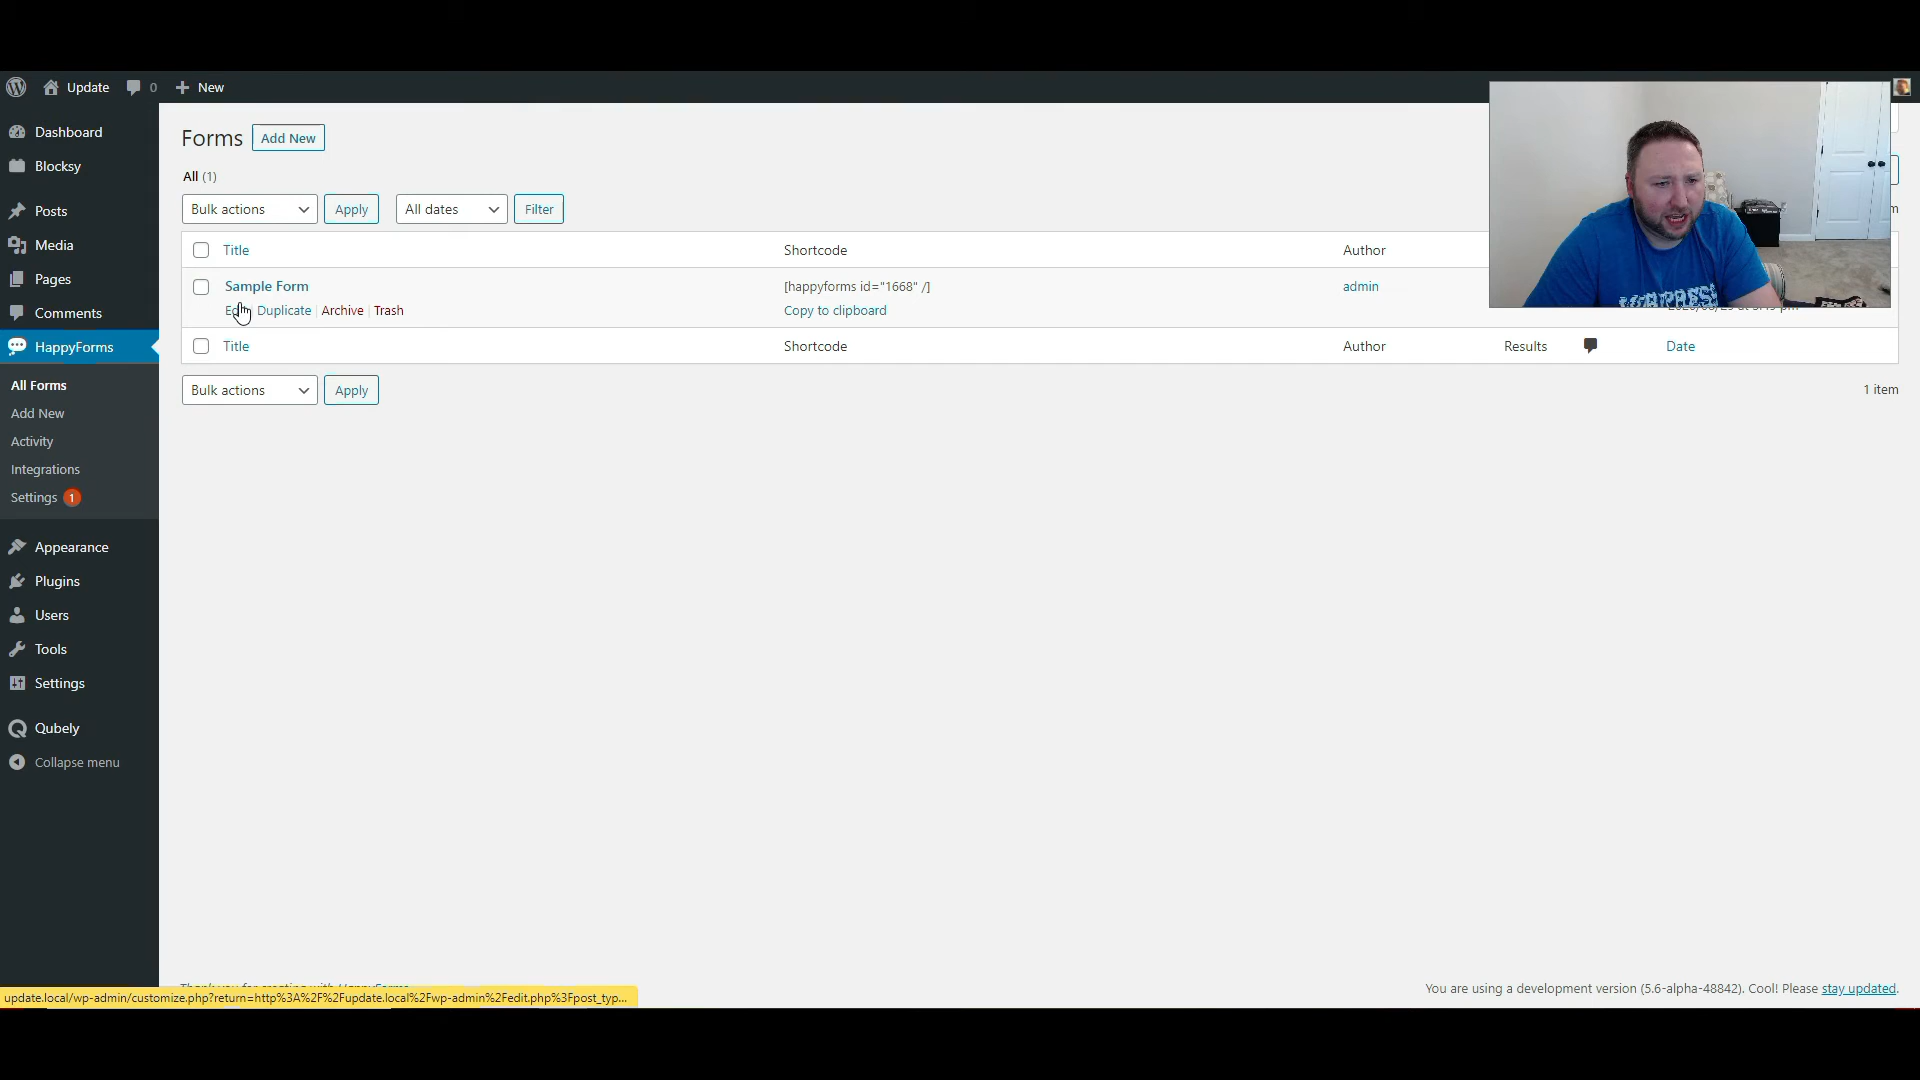 Update 0 New
Dashboard
Blocksy
Posts
Media
Pages
Comments
HappyForms
All Forms
Add New
Activity
Integrations
Settings 1
Appearance
Plugins
Users
Tools
Settings
Qubely
Collapse menu
Forms Add New
All (1)
Bulk actions Apply All dates Filter
Title Shortcode Author
Sample Form [happyforms id="1668" /] admin
Duplicate | Archive | Trash Copy to clipboard
Title Shortcode Author Results Date
Bulk actions Apply 1 item
You are using a development version (5.6-alpha-48842). Cool! Please stay updated.
update.local/wp-admin/customize.php?return=http%3A%2F%2Fupdate.local%2Fwp-admin%2Fedit.php%3Fpost_typ...